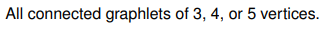 All connected graphlets of 3, 4, or 5 vertices.